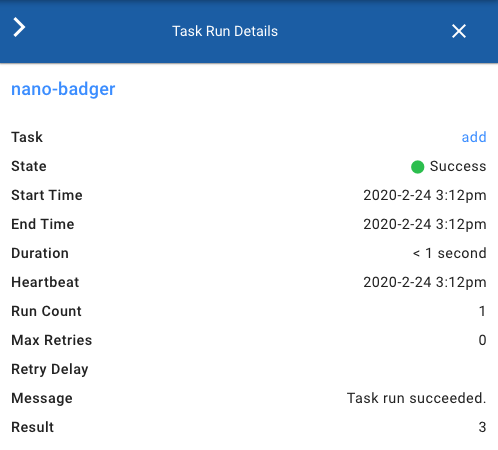 Task Run Details
nano-badger
Task add
State Success
Start Time 2020-2-24 3:12pm
End Time 2020-2-24 3:12pm
Duration < 1 second
Heartbeat 2020-2-24 3:12pm
Run Count 1
Max Retries 0
Retry Delay
Message Task run succeeded.
Result 3